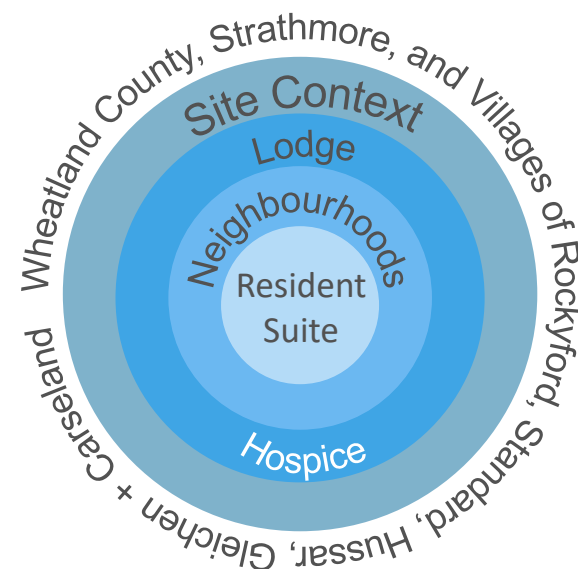 Wheatland County, Strathmore, and Villages of Rockyford, Standard, Hussar, Gleichen + Carseland
Site Context
Lodge
Neighbourhoods
Resident
Suite
Hospice